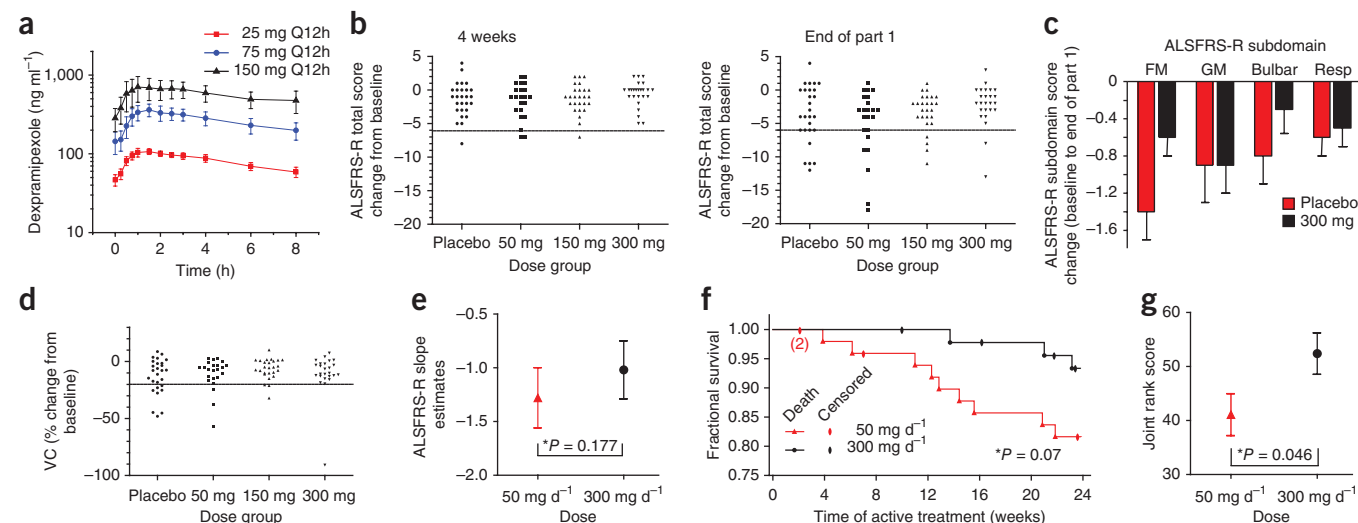 a
25 mg Q12h
75 mg Q12h
150 mg Q12h
Dexpramipexole (ng ml⁻¹)
1,000
100
10
0 2 4 6 8
Time (h)
b
4 weeks
ALSFRS-R total score
change from baseline
5
0
−5
−10
−15
−20
Placebo 50 mg 150 mg 300 mg
Dose group
End of part 1
ALSFRS-R total score
change from baseline
5
0
−5
−10
−15
−20
Placebo 50 mg 150 mg 300 mg
Dose group
c
ALSFRS-R subdomain
FM GM Bulbar Resp
ALSFRS-R subdomain score
change (baseline to end of part 1)
0
−0.4
−0.8
−1.2
−1.6
Placebo
300 mg
d
VC (% change from
baseline)
0
−50
−100
Placebo 50 mg 150 mg 300 mg
Dose group
e
ALSFRS-R slope
estimates
−0.5
−1.0
−1.5
−2.0
*P = 0.177
50 mg d⁻¹ 300 mg d⁻¹
Dose
f
Fractional survival
1.00
0.95
0.90
0.85
0.80
0.75
(2)
Death
Censored
50 mg d⁻¹
300 mg d⁻¹
*P = 0.07
0 4 8 12 16 20 24
Time of active treatment (weeks)
g
Joint rank score
60
50
40
30
*P = 0.046
50 mg d⁻¹ 300 mg d⁻¹
Dose